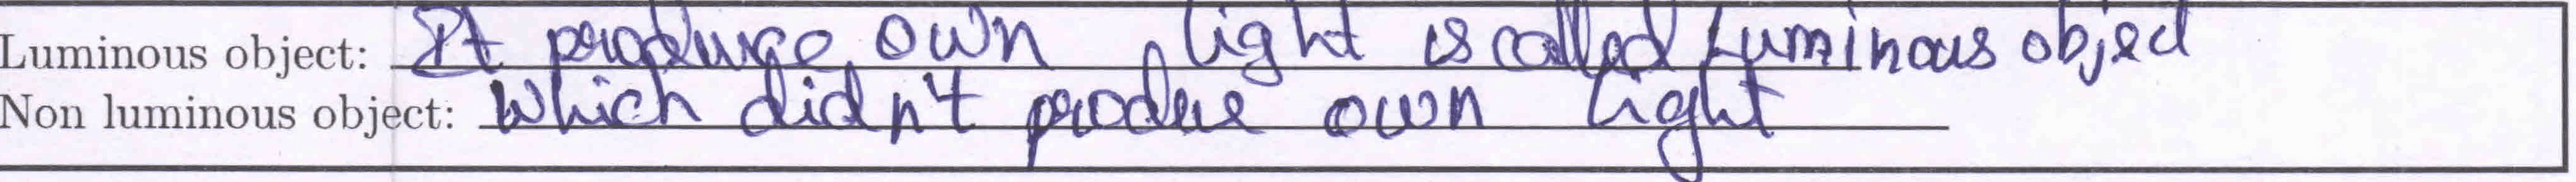 Luminous object: It produce own light is called Luminous object
Non luminous object: Which didn't produe own light